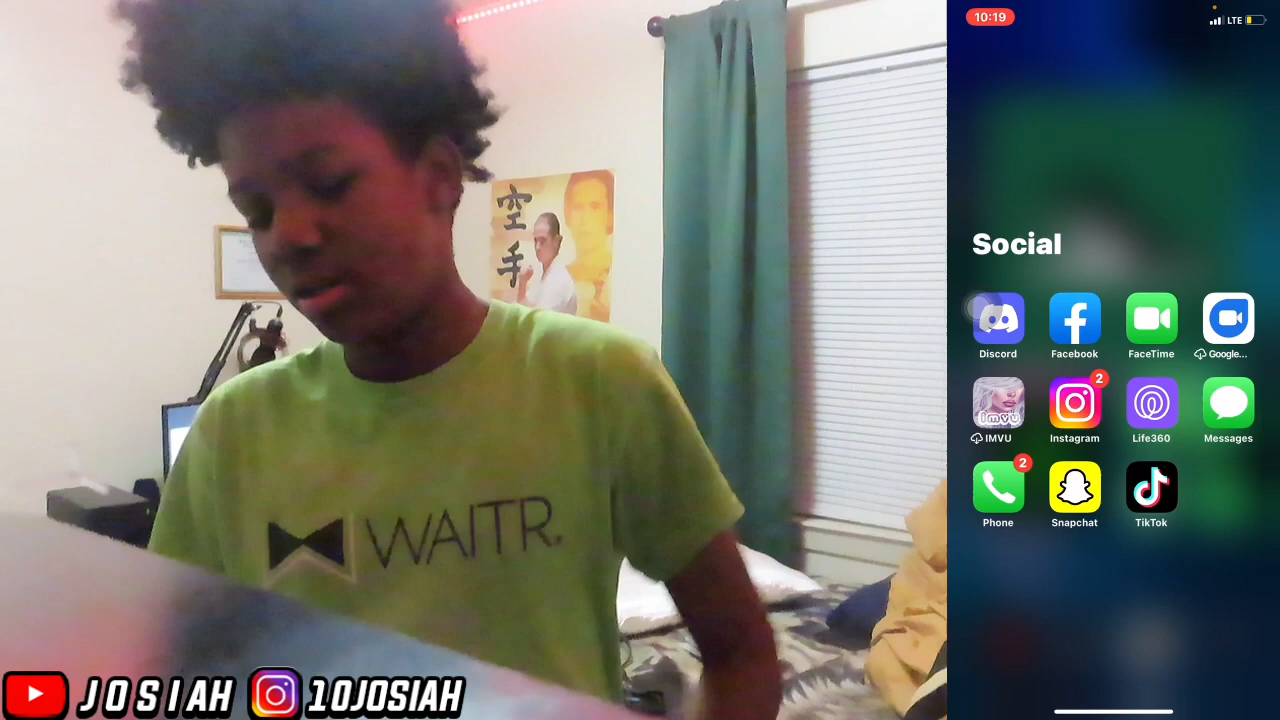 空
手
WAITR.
JOSIAH
10JOSIAH
10:19
LTE
Social
Discord
Facebook
FaceTime
Google...
imvu
IMVU
Instagram
2
Life360
Messages
2
Phone
Snapchat
TikTok